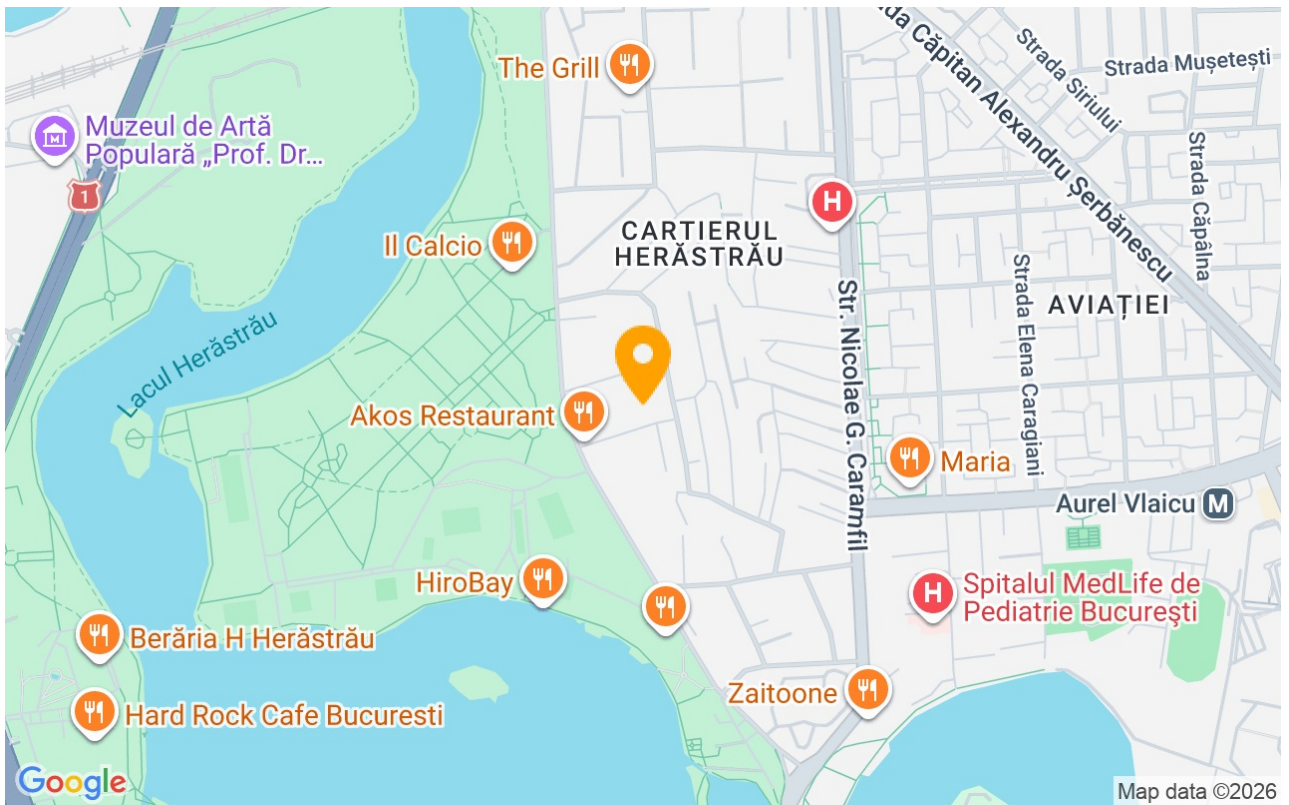 The Grill
Muzeul de Artă
Populară „Prof. Dr...
1
Il Calcio
CARTIERUL
HERĂSTRĂU
H
Strada Siriului
Strada Mușetești
da Căpitan Alexandru Șerbănescu
Strada Căpâlna
Strada Elena Caragiani
AVIAȚIEI
Str. Nicolae G. Caramfil
Lacul Herăstrău
Akos Restaurant
Maria
Aurel Vlaicu M
HiroBay
H
Spitalul MedLife de
Pediatrie București
Berăria H Herăstrău
Zaitoone
Hard Rock Cafe Bucuresti
Google
Map data ©2026